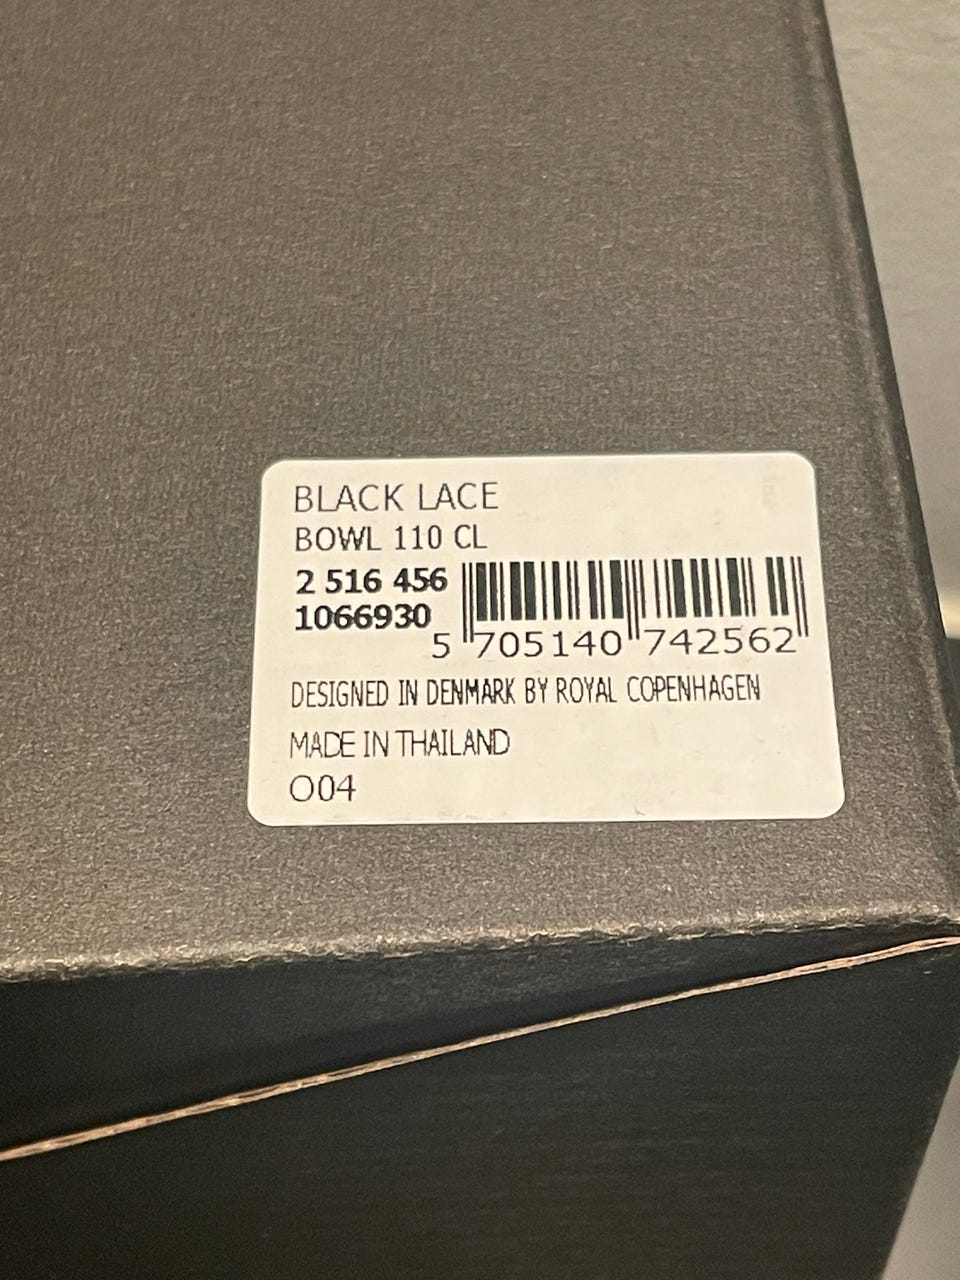 BLACK LACE
BOWL 110 CL
2 516 456
1066930
5 705140 742562
DESIGNED IN DENMARK BY ROYAL COPENHAGEN
MADE IN THAILAND
O04